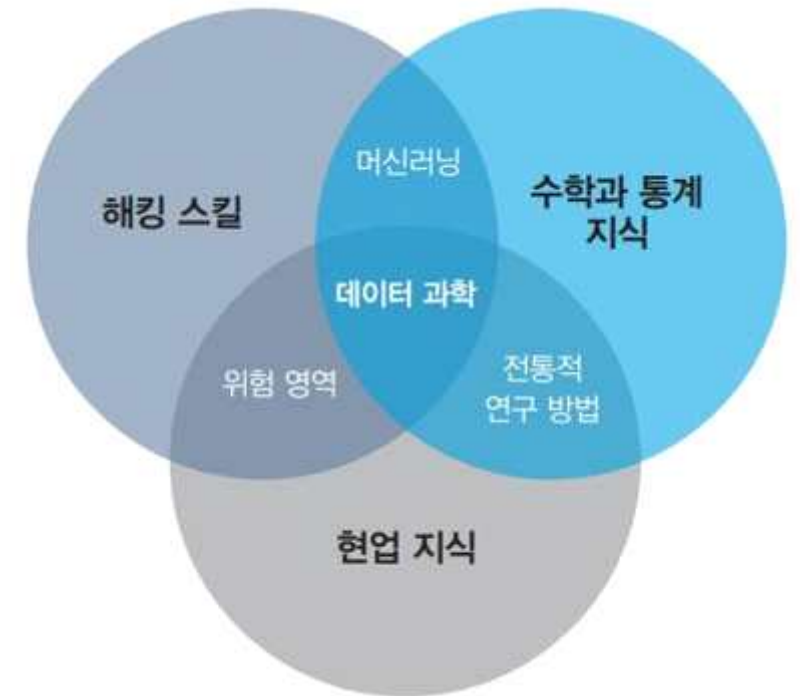 머신러닝
해킹 스킬
수학과 통계
지식
데이터 과학
위험 영역
전통적
연구 방법
현업 지식